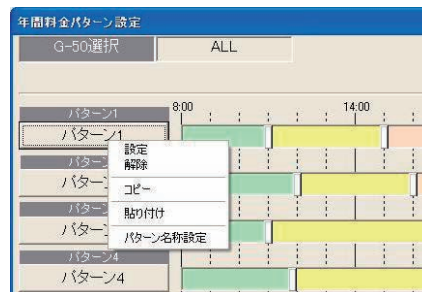 年間料金パターン設定
G-50選択 ALL
8:00 14:00
パターン1
パターン1
設定
解除
コピー
貼り付け
パターン名称設定
パターン4
パターン4